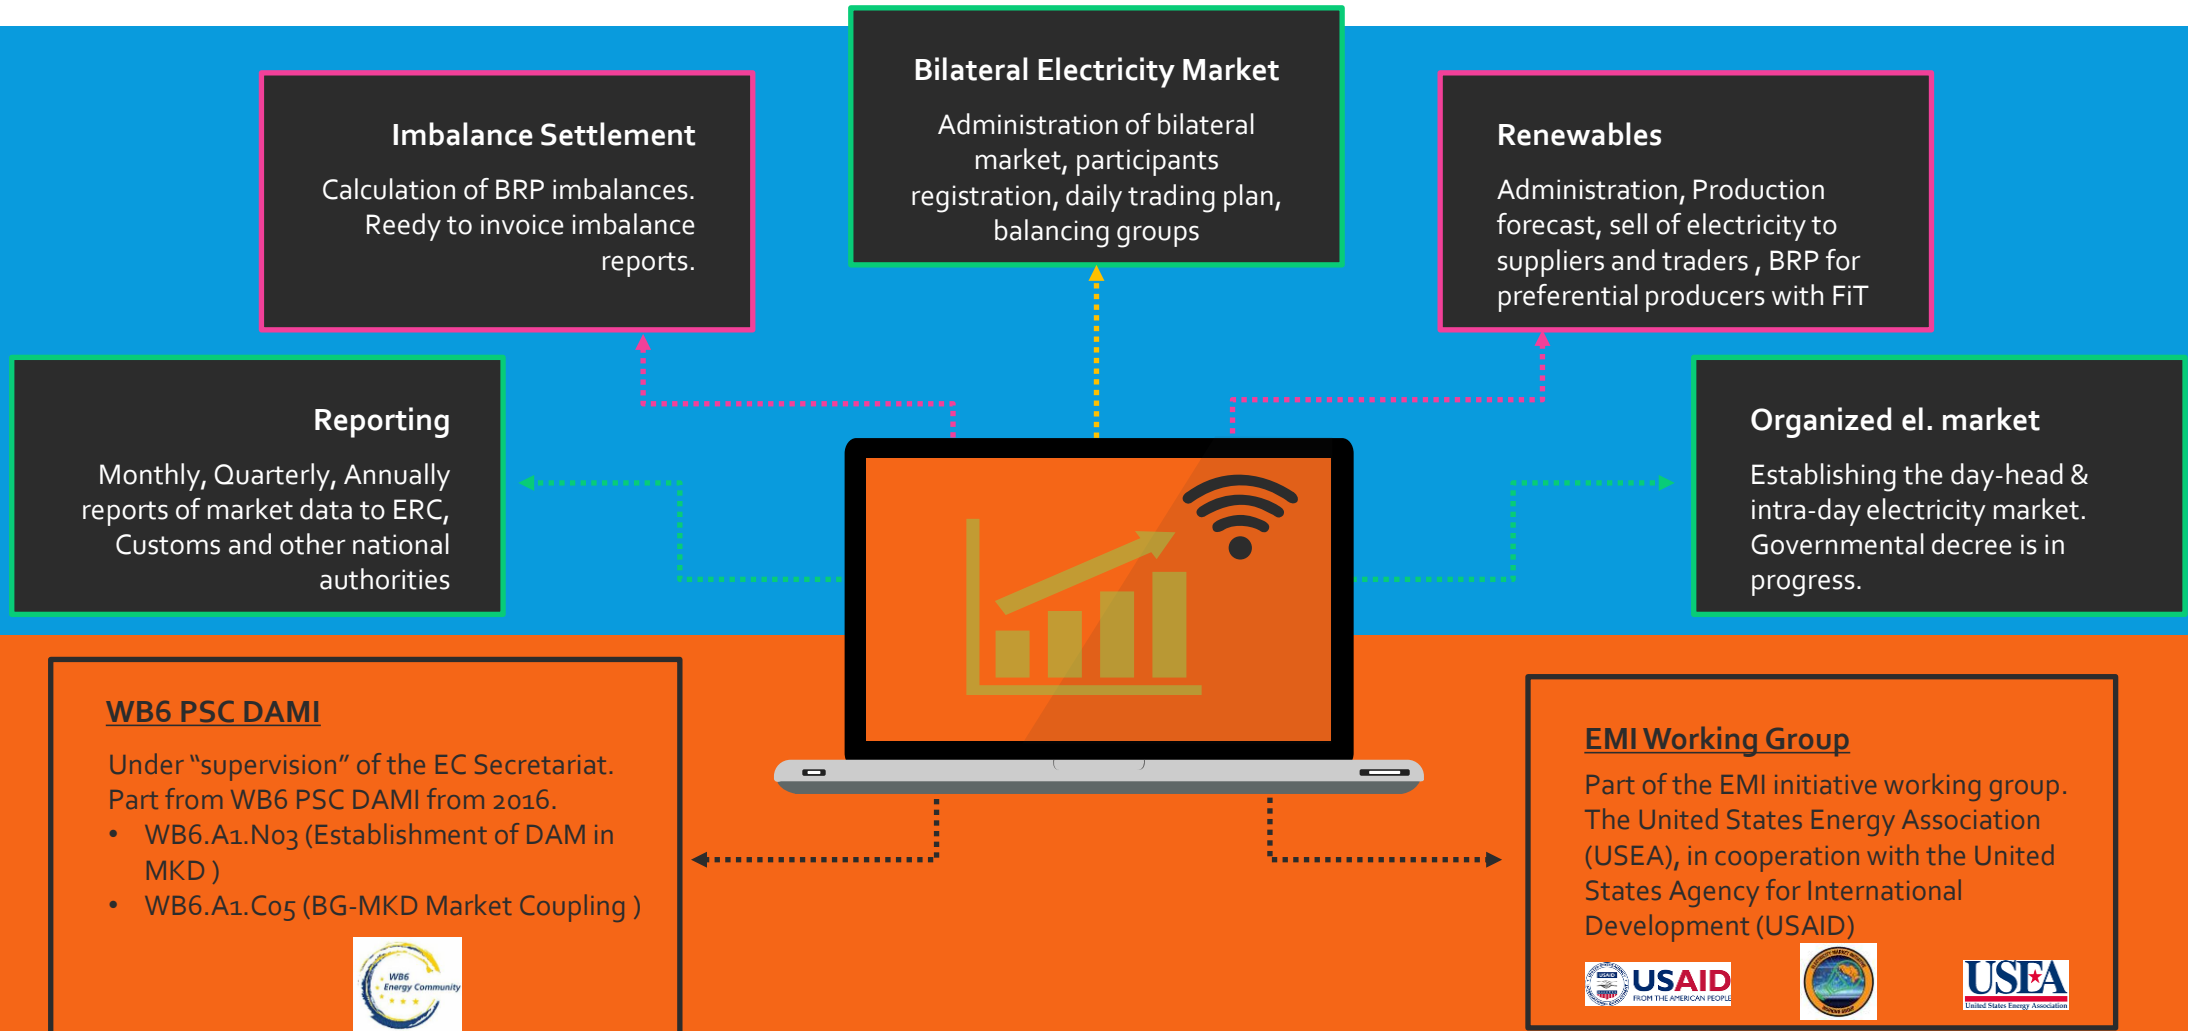 Bilateral Electricity Market
Administration of bilateral
market, participants
registration, daily trading plan,
balancing groups
Imbalance Settlement
Calculation of BRP imbalances.
Reedy to invoice imbalance
reports.
Renewables
Administration, Production
forecast, sell of electricity to
suppliers and traders , BRP for
preferential producers with FiT
Reporting
Monthly, Quarterly, Annually
reports of market data to ERC,
Customs and other national
authorities
Organized el. market
Establishing the day-head &
intra-day electricity market.
Governmental decree is in
progress.
WB6 PSC DAMI
Under “supervision” of the EC Secretariat.
Part from WB6 PSC DAMI from 2016.
• WB6.A1.N03 (Establishment of DAM in
MKD )
• WB6.A1.C05 (BG-MKD Market Coupling )
WB6
Energy Community
EMI Working Group
Part of the EMI initiative working group.
The United States Energy Association
(USEA), in cooperation with the United
States Agency for International
Development (USAID)
USAID
FROM THE AMERICAN PEOPLE
USEA
United States Energy Association